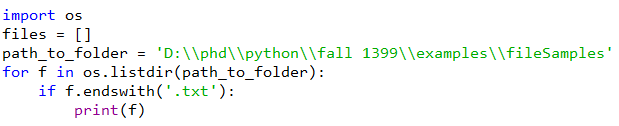 import os
files = []
path_to_folder = 'D:\\phd\\python\\fall 1399\\examples\\fileSamples'
for f in os.listdir(path_to_folder):
    if f.endswith('.txt'):
        print(f)